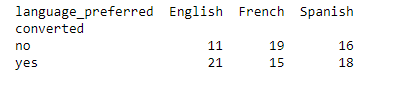 language_preferred English French Spanish
converted
no 11 19 16
yes 21 15 18